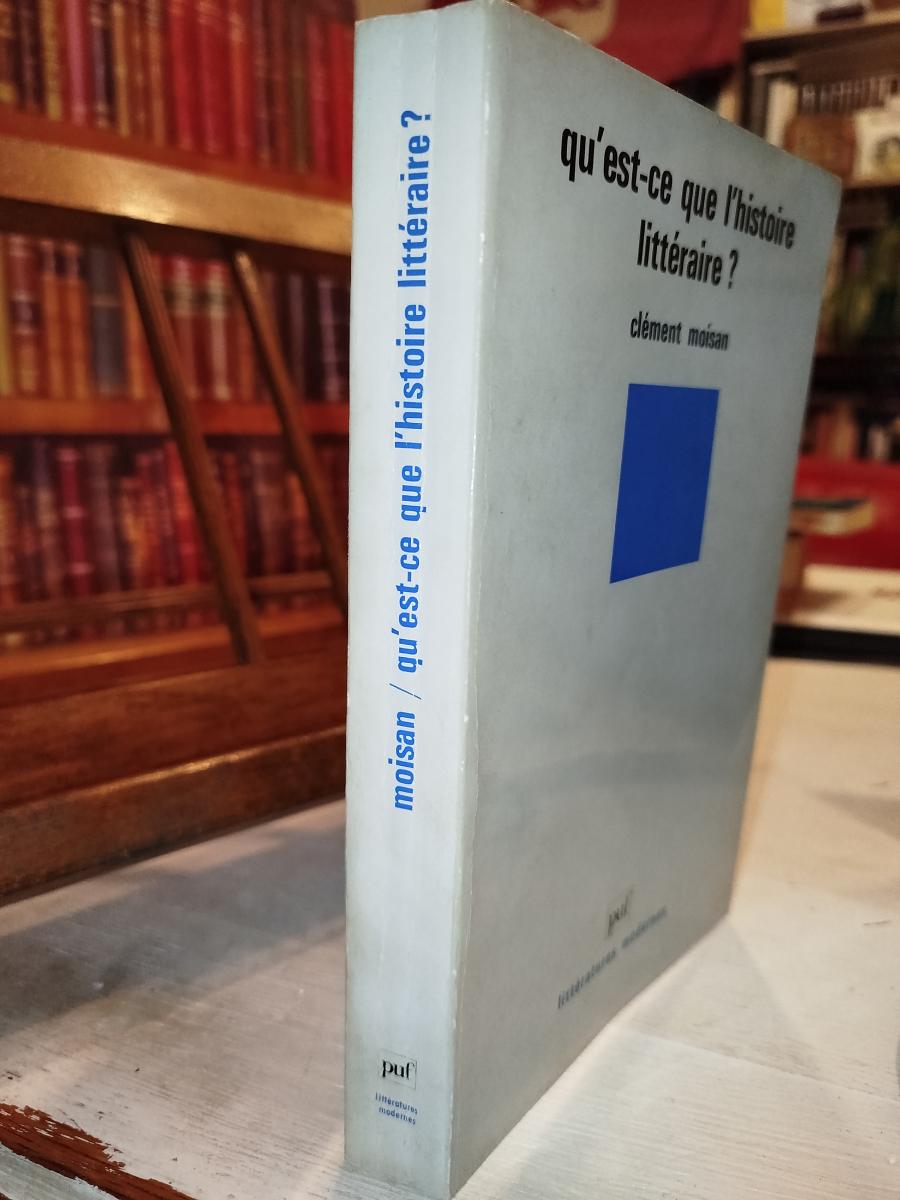 moisan / qu'est-ce que l'histoire littéraire ?
puf
littératures
modernes
qu'est-ce que l'histoire
littéraire ?
clément moisan
puf
littératures modernes